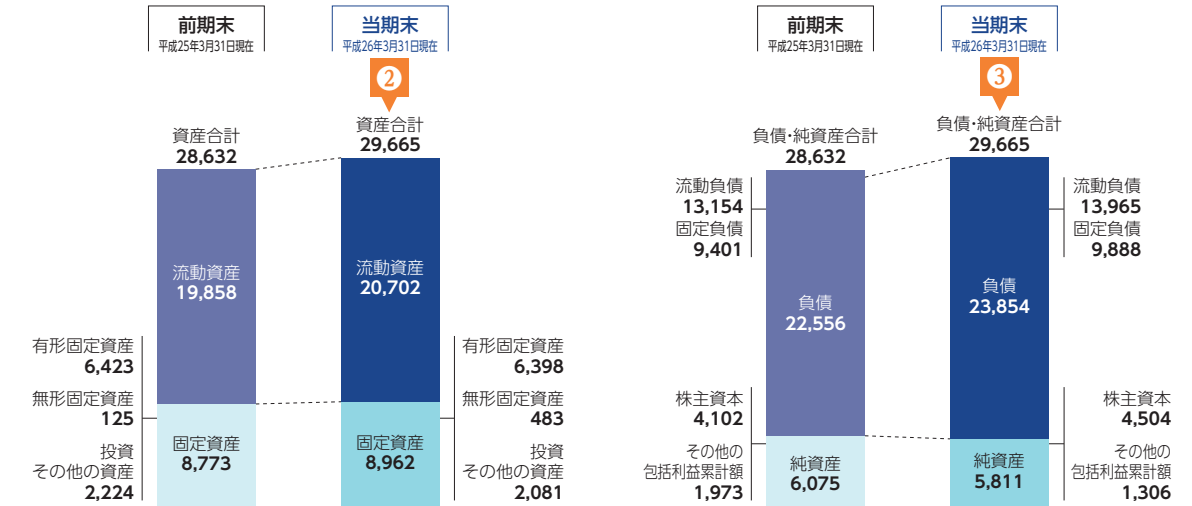 前期末
平成25年3月31日現在
当期末
平成26年3月31日現在
2
資産合計
28,632
資産合計
29,665
流動資産
19,858
流動資産
20,702
有形固定資産
6,423
無形固定資産
125
投資
その他の資産
2,224
固定資産
8,773
固定資産
8,962
有形固定資産
6,398
無形固定資産
483
投資
その他の資産
2,081
前期末
平成25年3月31日現在
当期末
平成26年3月31日現在
3
負債・純資産合計
28,632
負債・純資産合計
29,665
流動負債
13,154
固定負債
9,401
流動負債
13,965
固定負債
9,888
負債
22,556
負債
23,854
株主資本
4,102
その他の
包括利益累計額
1,973
純資産
6,075
純資産
5,811
株主資本
4,504
その他の
包括利益累計額
1,306